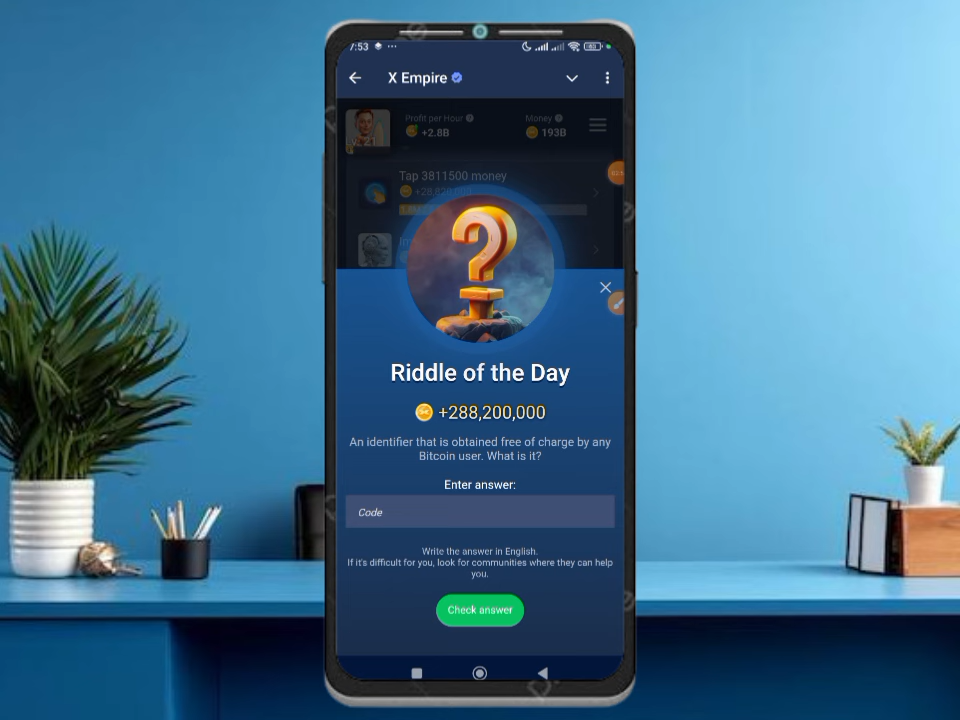 7:53
X Empire
Profit per Hour
+2.8B
Money
193B
Tap 3811500 money
Riddle of the Day
+288,200,000
An identifier that is obtained free of charge by any
Bitcoin user. What is it?
Enter answer:
Code
Write the answer in English.
If it's difficult for you, look for communities where they can help
you.
Check answer